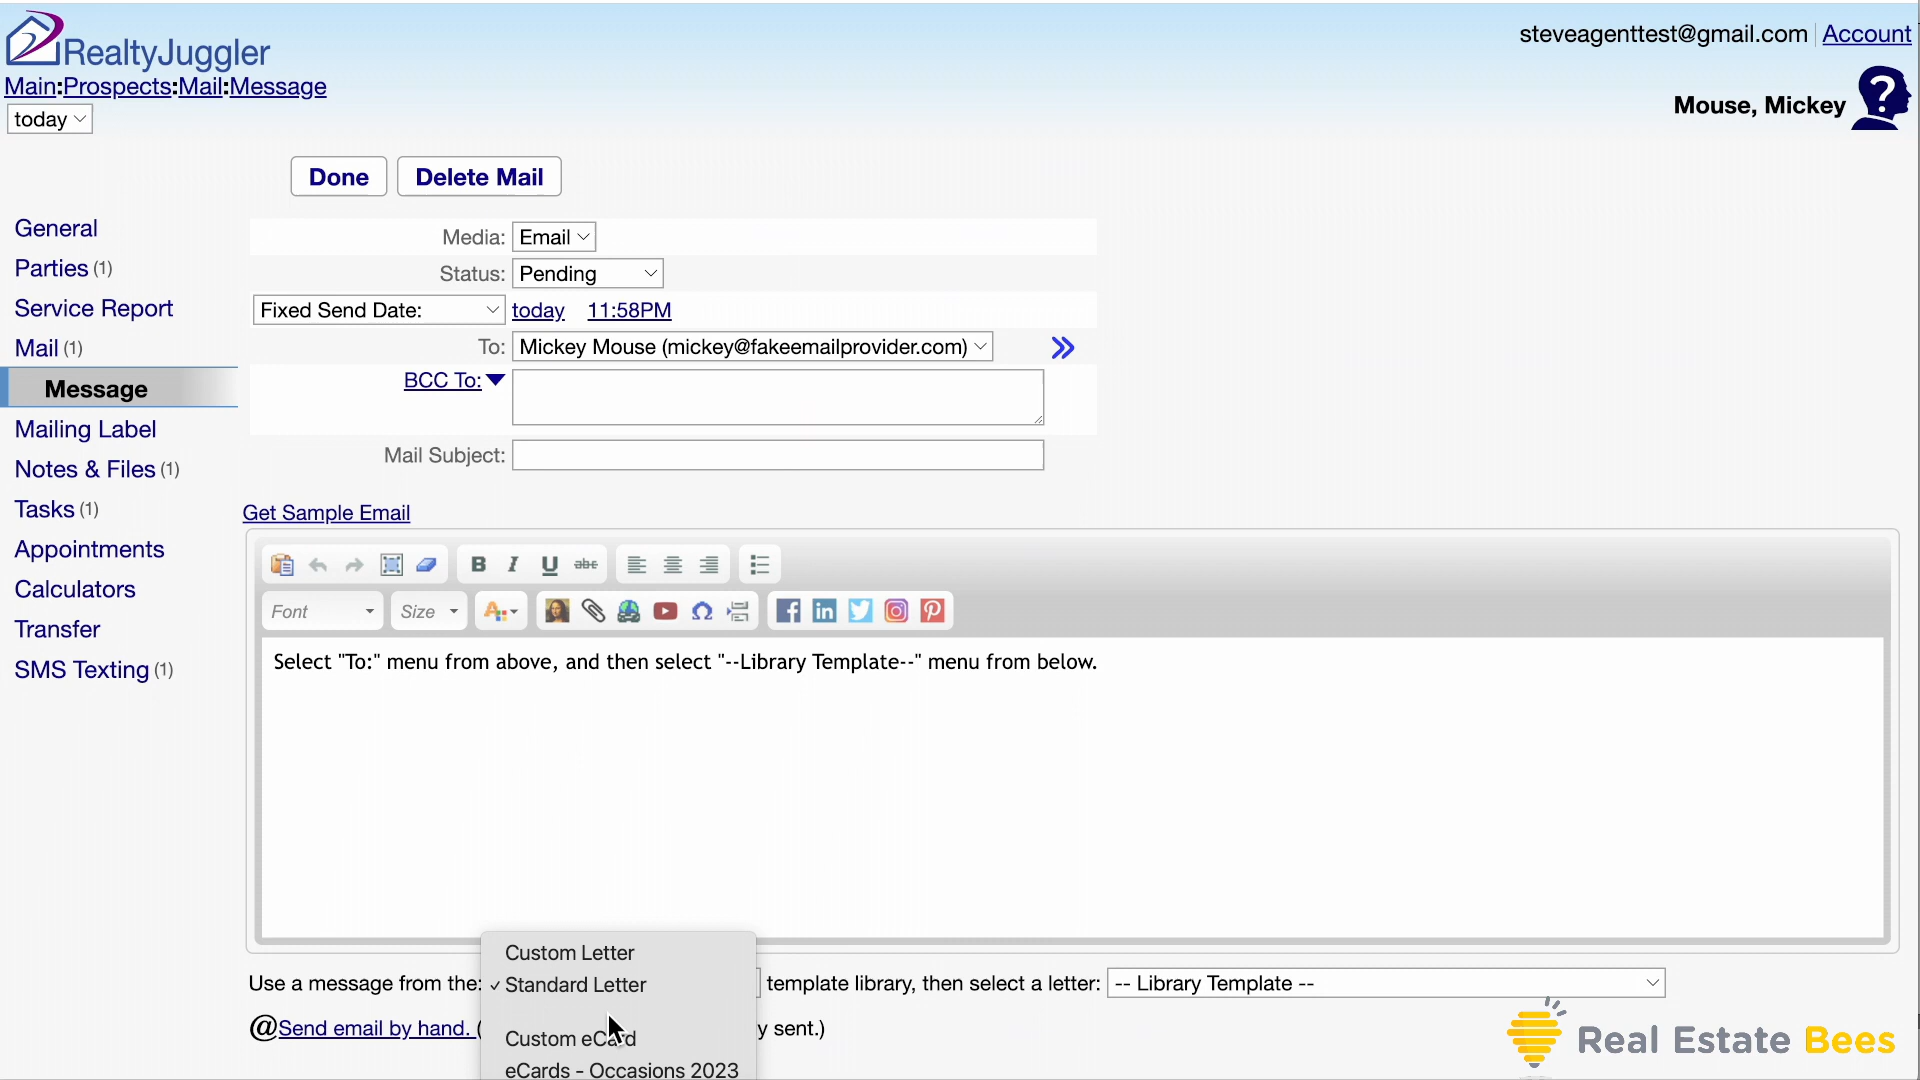 RealtyJuggler
steveagenttest@gmail.com Account
Main:Prospects:Mail:Message
Mouse, Mickey
today
Done Delete Mail
General
Parties (1)
Service Report
Mail (1)
Message
Mailing Label
Notes & Files (1)
Tasks (1)
Appointments
Calculators
Transfer
SMS Texting (1)
Media: Email
Status: Pending
Fixed Send Date: today 11:58PM
To: Mickey Mouse (mickey@fakeemailprovider.com)
BCC To:
Mail Subject:
Get Sample Email
B I U abc
Font Size A
Select "To:" menu from above, and then select "--Library Template--" menu from below.
Custom Letter
Use a message from the: ✓ Standard Letter template library, then select a letter: -- Library Template --
@Send email by hand. ( y sent.)
Custom eCard
eCards - Occasions 2023
Real Estate Bees